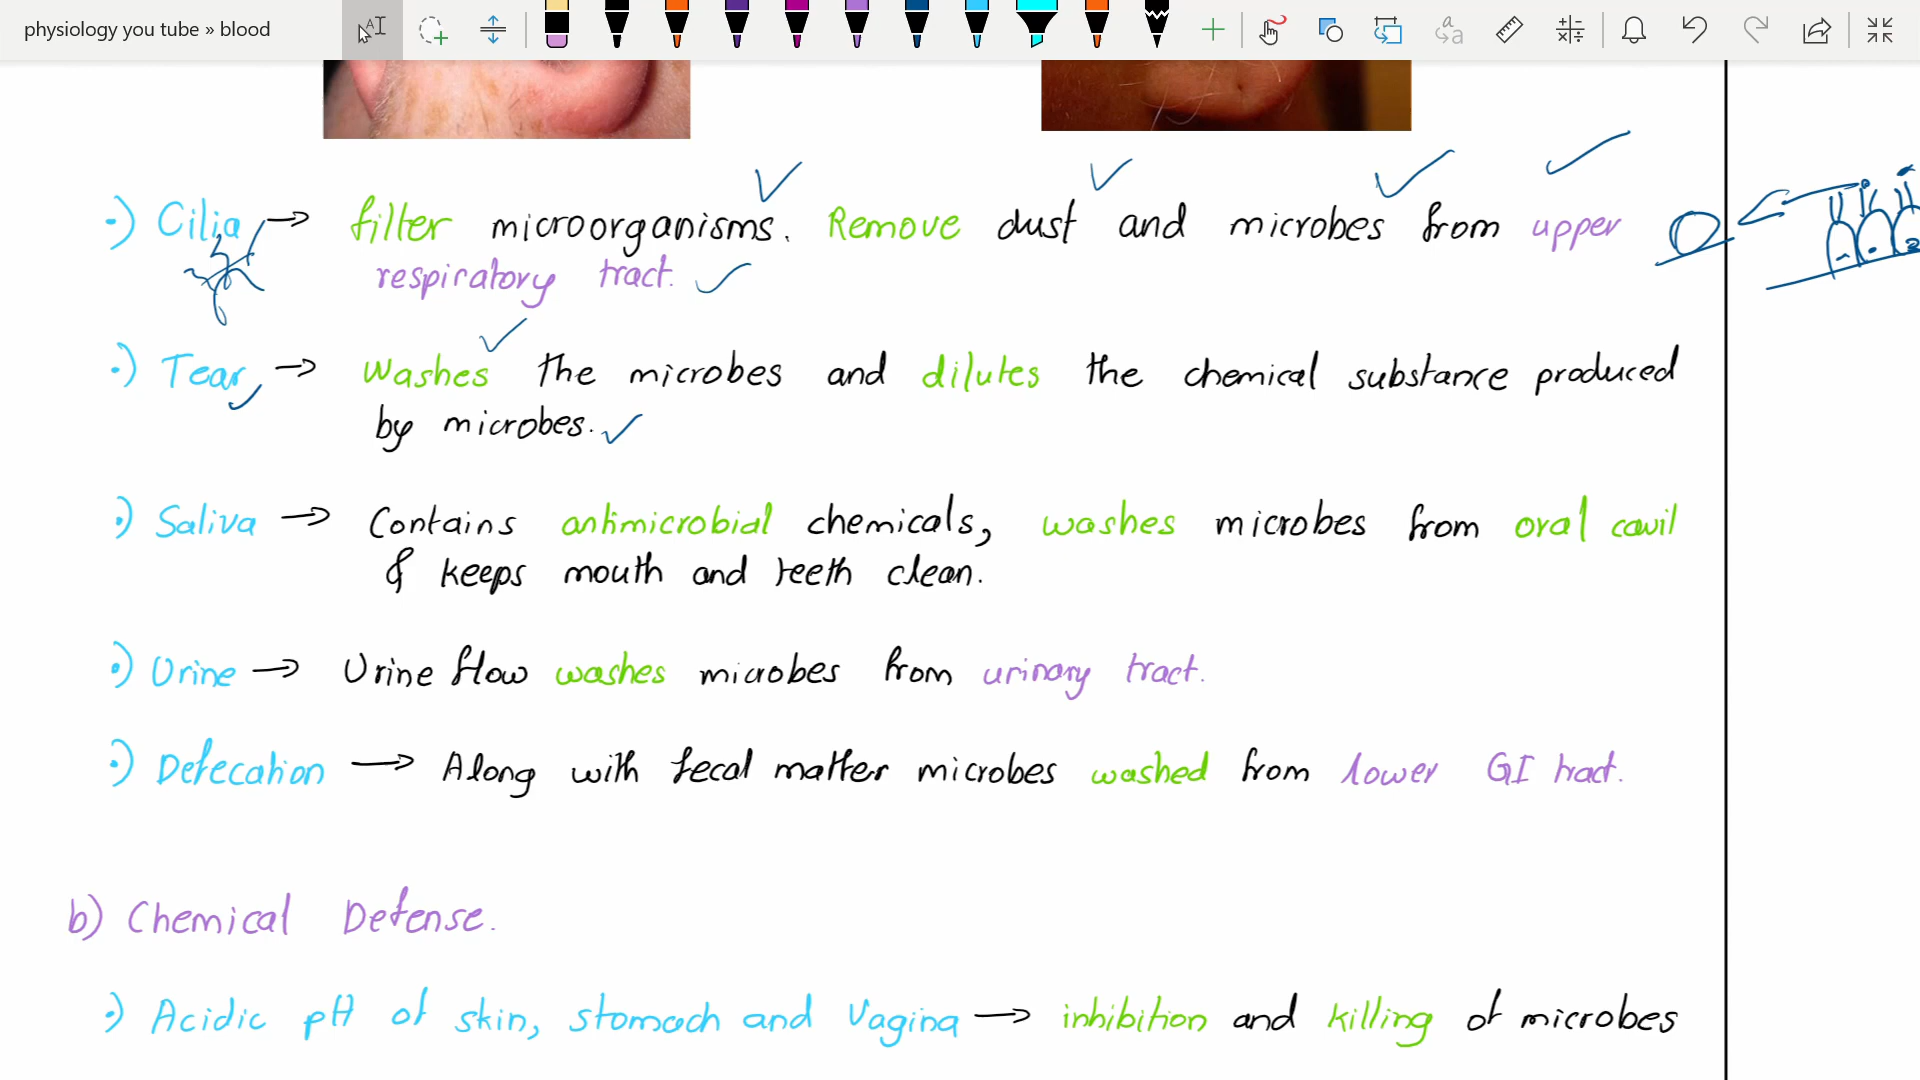 physiology you tube » blood
•) Cilia → filter microorganisms. Remove dust and microbes from upper
respiratory tract.
•) Tear → Washes the microbes and dilutes the chemical substance produced
by microbes.
•) Saliva → Contains antimicrobial chemicals, washes microbes from oral cavit
& keeps mouth and teeth clean.
•) Urine → Urine flow washes microbes from urinary tract.
•) Defecation → Along with fecal matter microbes washed from lower GI tract.
b) Chemical Defense.
•) Acidic pH of skin, stomach and Vagina → inhibition and killing of microbes